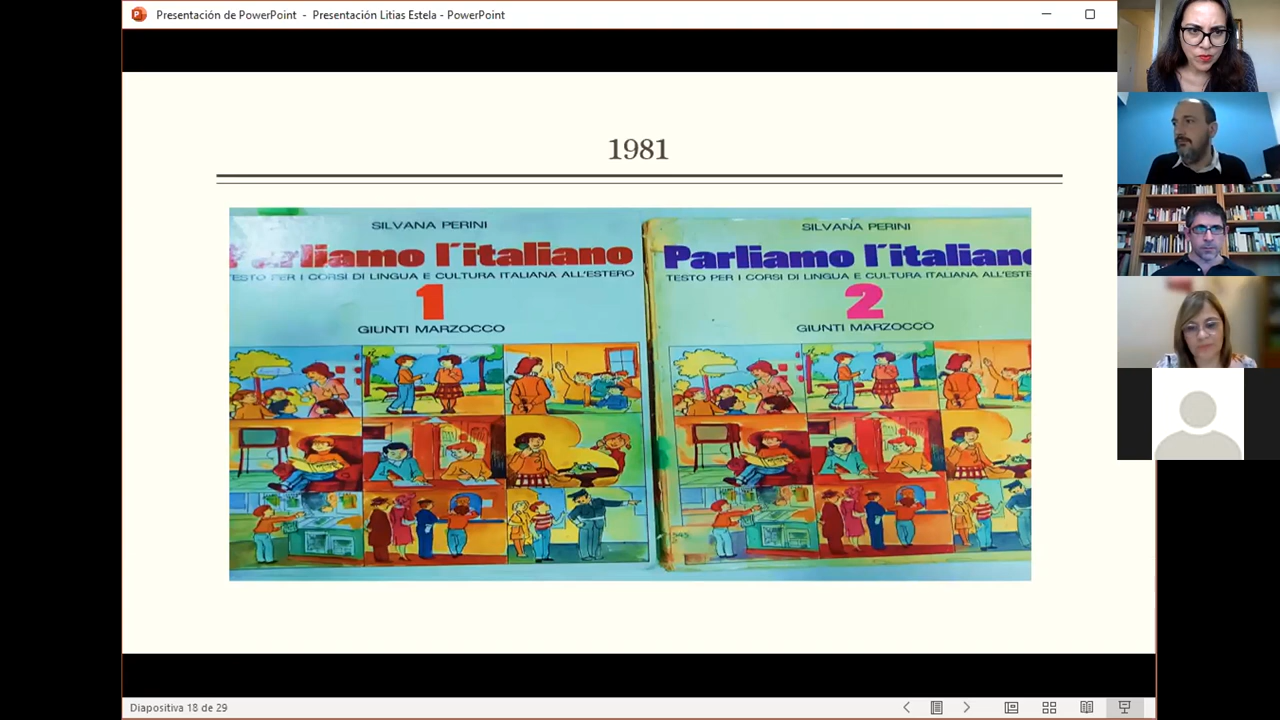 Presentación de PowerPoint - Presentación Litias Estela - PowerPoint
1981
SILVANA PERINI
Parliamo l'italiano
TESTO PER I CORSI DI LINGUA E CULTURA ITALIANA ALL'ESTERO
1
GIUNTI MARZOCCO
SILVANA PERINI
Parliamo l'italiano
TESTO PER I CORSI DI LINGUA E CULTURA ITALIANA ALL'ESTE
2
GIUNTI MARZOCCO
Diapositiva 18 de 29